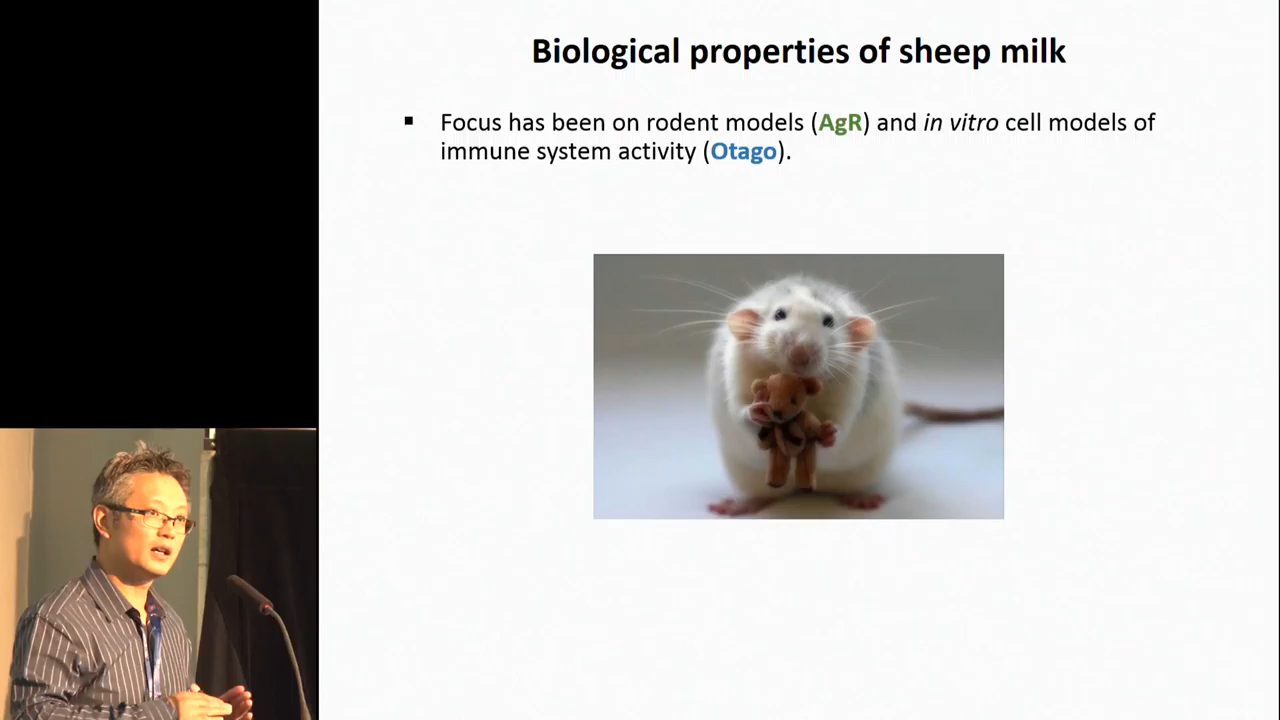 Biological properties of sheep milk
▪ Focus has been on rodent models (AgR) and in vitro cell models of
immune system activity (Otago).